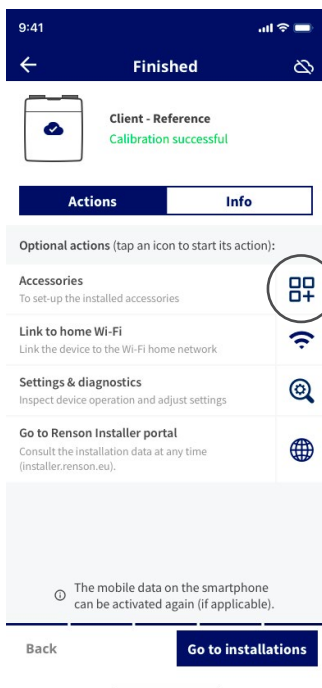 9:41
Finished
Client - Reference
Calibration successful
Actions
Info
Optional actions (tap an icon to start its action):
Accessories
To set-up the installed accessories
Link to home Wi-Fi
Link the device to the Wi-Fi home network
Settings & diagnostics
Inspect device operation and adjust settings
Go to Renson Installer portal
Consult the installation data at any time
(installer.renson.eu).
The mobile data on the smartphone
can be activated again (if applicable).
Back
Go to installations